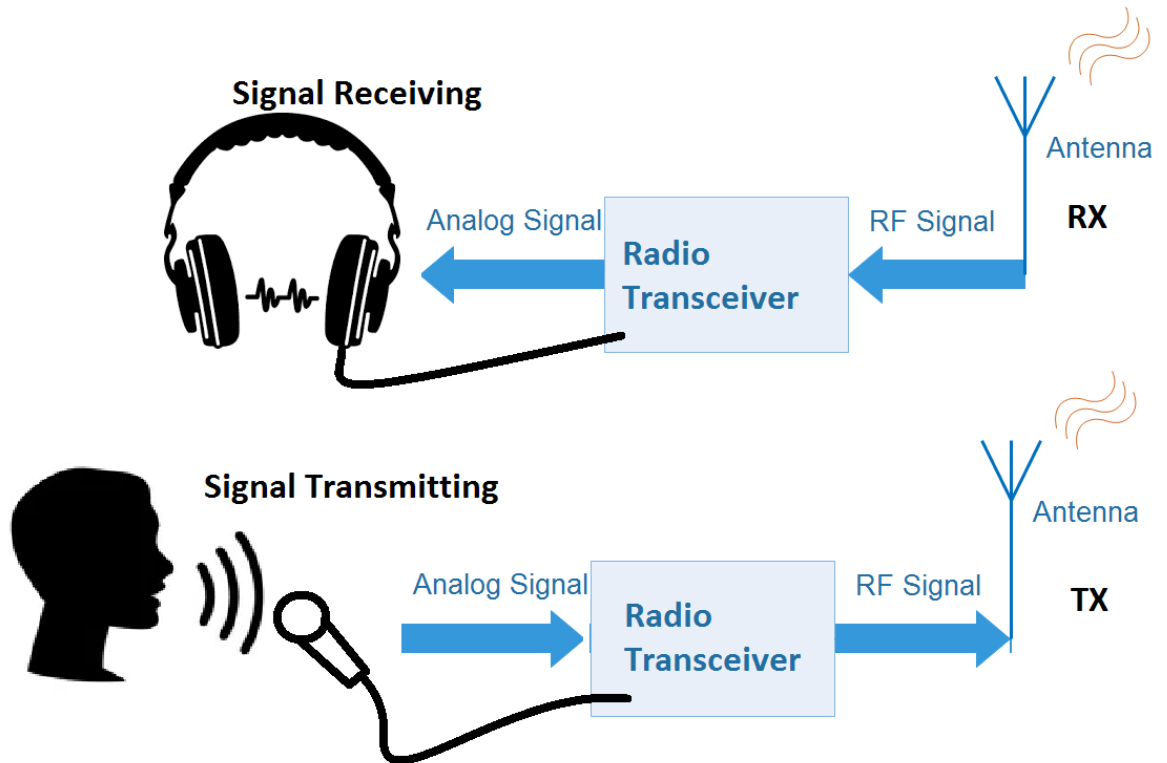 Signal Receiving
Antenna
Analog Signal
RF Signal
RX
Radio
Transceiver
Signal Transmitting
Antenna
Analog Signal
RF Signal
TX
Radio
Transceiver